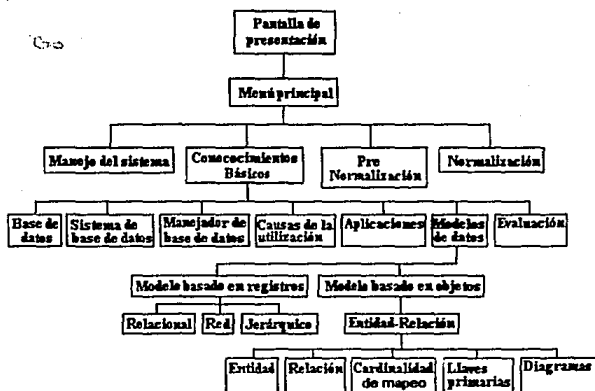 Pantalla de
presentación
Menú principal
Manejo del sistema
Conococimientos
Básicos
Pre
Normalización
Normalización
Base de
datos
Sistema de
base de datos
Manejador de
base de datos
Causas de la
utilización
Aplicaciones
Modelos
de datos
Evaluación
Modelo basado en registros
Modelo basado en objetos
Relacional
Red
Jerárquico
Entidad-Relación
Entidad
Relación
Cardinalidad
de mapeo
Llaves
primarias
Diagramas